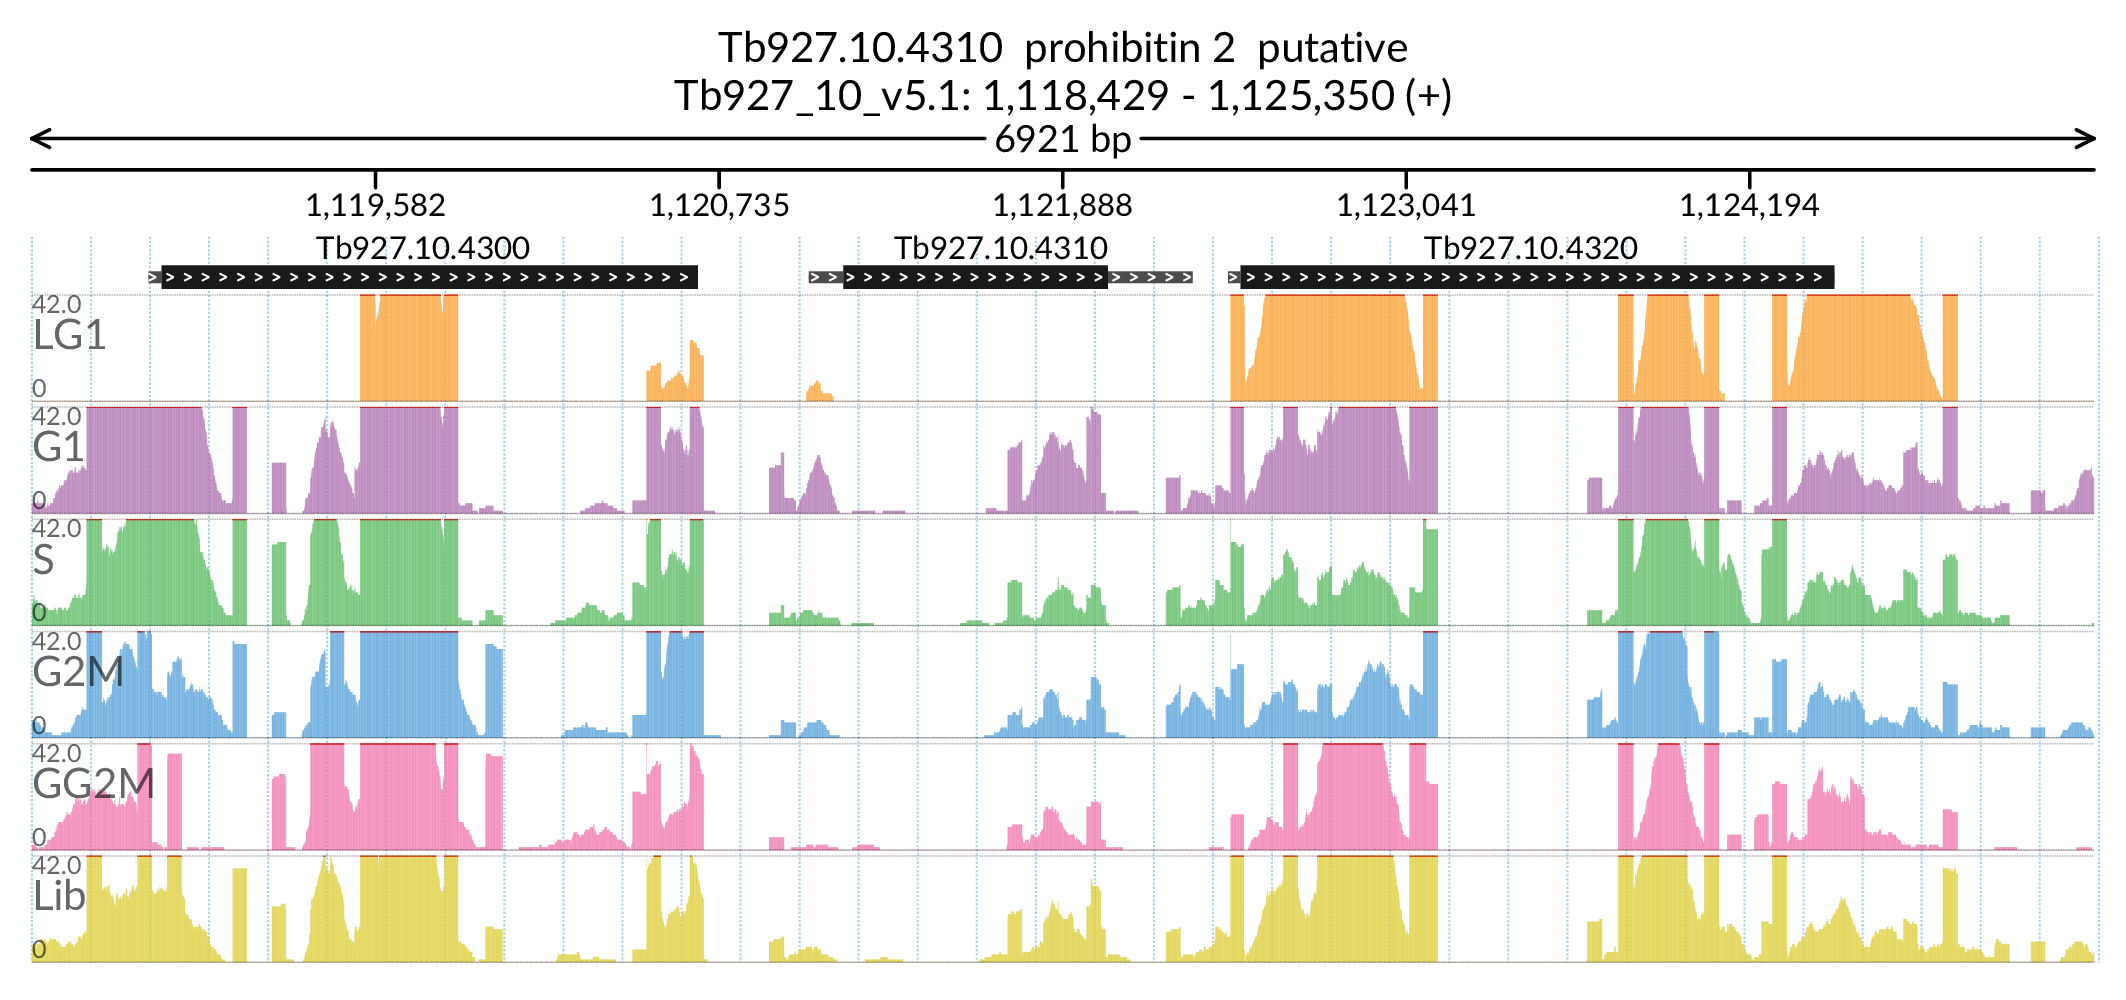 Tb927.10.4310 prohibitin 2 putative
Tb927_10_v5.1: 1,118,429 - 1,125,350 (+)
6921 bp
1,119,582 1,120,735 1,121,888 1,123,041 1,124,194
Tb927.10.4300 Tb927.10.4310 Tb927.10.4320
42.0
LG1
0
42.0
G1
0
42.0
S
0
42.0
G2M
0
42.0
GG2M
0
42.0
Lib
0